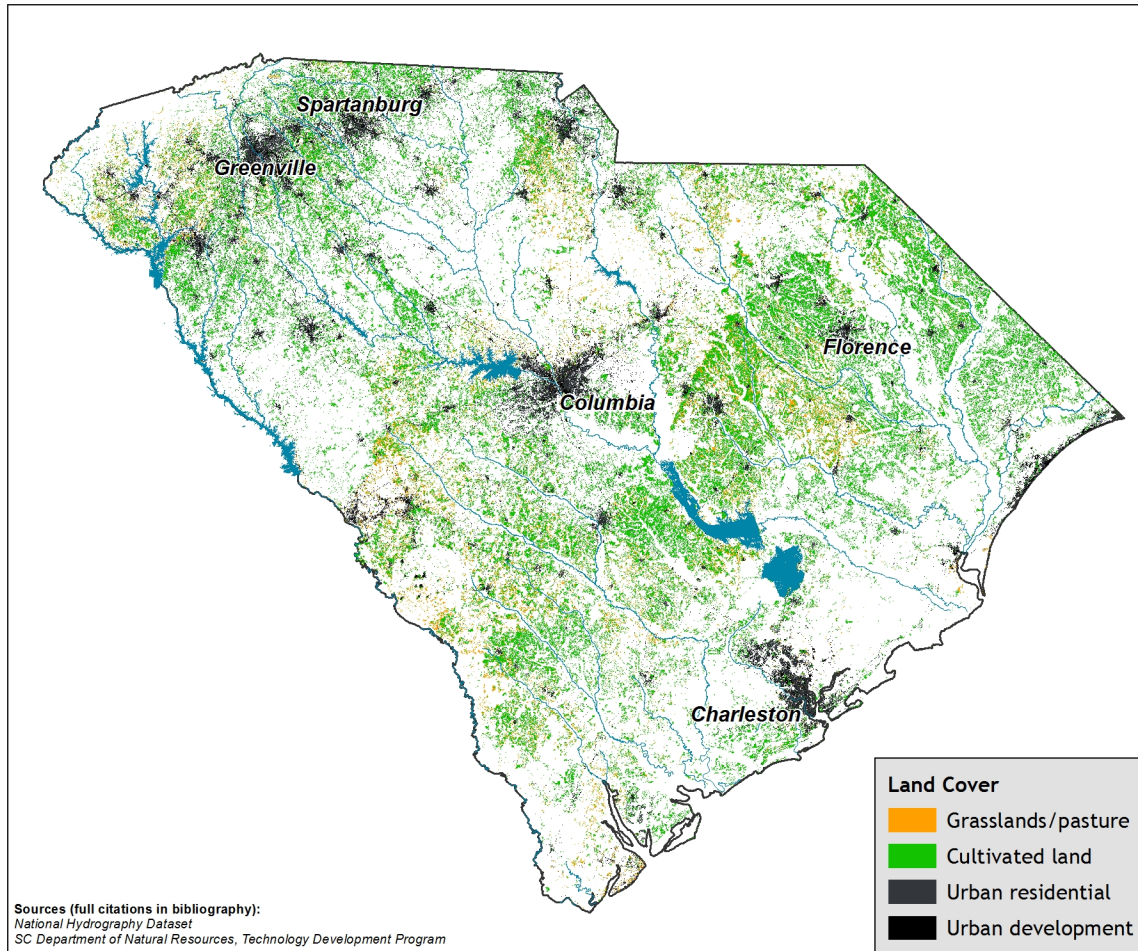 Spartanburg
Greenville
Florence
Columbia
Charleston
Land Cover
Grasslands/pasture
Cultivated land
Urban residential
Urban development
Sources (full citations in bibliography):
National Hydrography Dataset
SC Department of Natural Resources, Technology Development Program